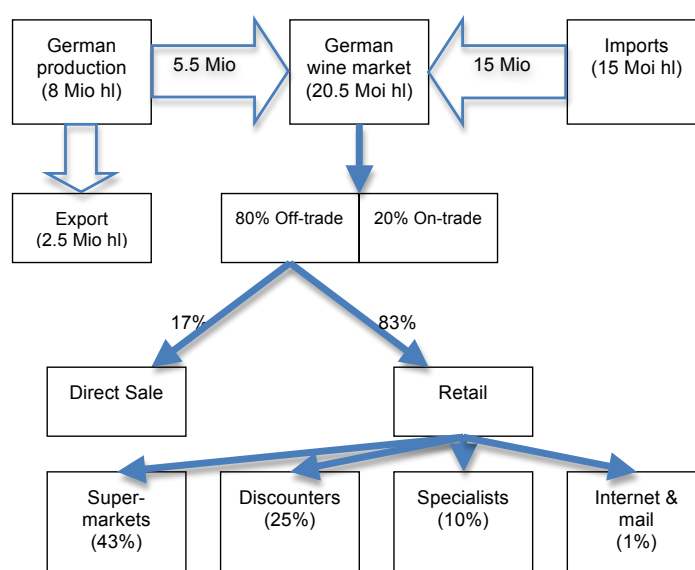 German
production
(8 Mio hl)
5.5 Mio
German
wine market
(20.5 Moi hl)
15 Mio
Imports
(15 Moi hl)
Export
(2.5 Mio hl)
80% Off-trade
20% On-trade
17%
83%
Direct Sale
Retail
Super-
markets
(43%)
Discounters
(25%)
Specialists
(10%)
Internet &
mail
(1%)